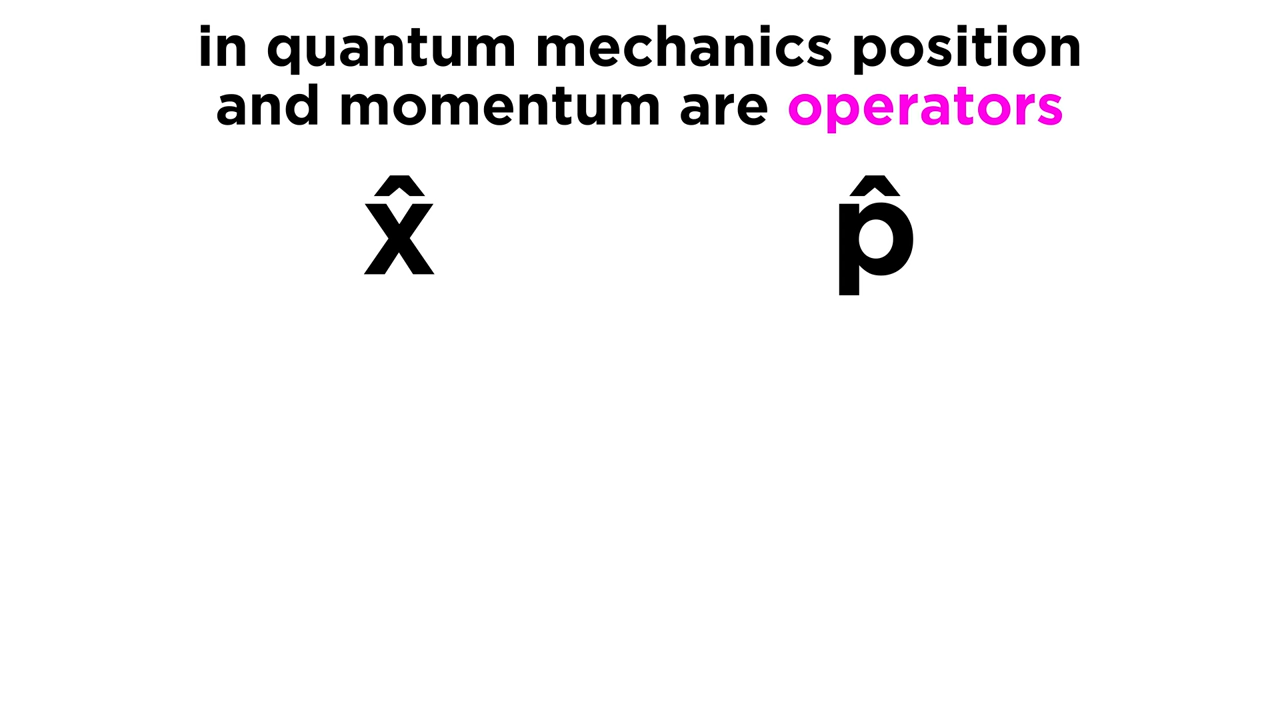 in quantum mechanics position
and momentum are operators
x̂ p̂